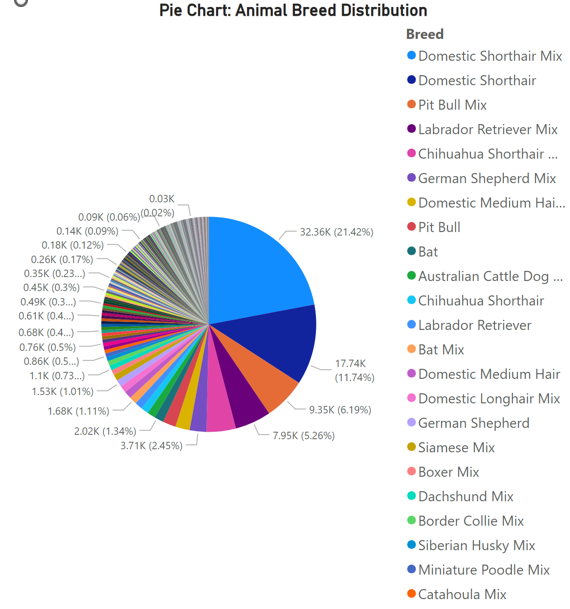 Pie Chart: Animal Breed Distribution
Breed
Domestic Shorthair Mix
Domestic Shorthair
Pit Bull Mix
Labrador Retriever Mix
Chihuahua Shorthair ...
German Shepherd Mix
Domestic Medium Hai...
Pit Bull
Bat
Australian Cattle Dog ...
Chihuahua Shorthair
Labrador Retriever
Bat Mix
Domestic Medium Hair
Domestic Longhair Mix
German Shepherd
Siamese Mix
Boxer Mix
Dachshund Mix
Border Collie Mix
Siberian Husky Mix
Miniature Poodle Mix
Catahoula Mix
32.36K (21.42%)
17.74K
(11.74%)
9.35K (6.19%)
7.95K (5.26%)
3.71K (2.45%)
2.02K (1.34%)
1.68K (1.11%)
1.53K (1.01%)
1.1K (0.73...)
0.86K (0.5...)
0.76K (0.5%)
0.68K (0.4...)
0.61K (0.4...)
0.49K (0.3...)
0.45K (0.3%)
0.35K (0.23...)
0.26K (0.17%)
0.18K (0.12%)
0.14K (0.09%)
0.09K (0.06%)
0.03K
(0.02%)